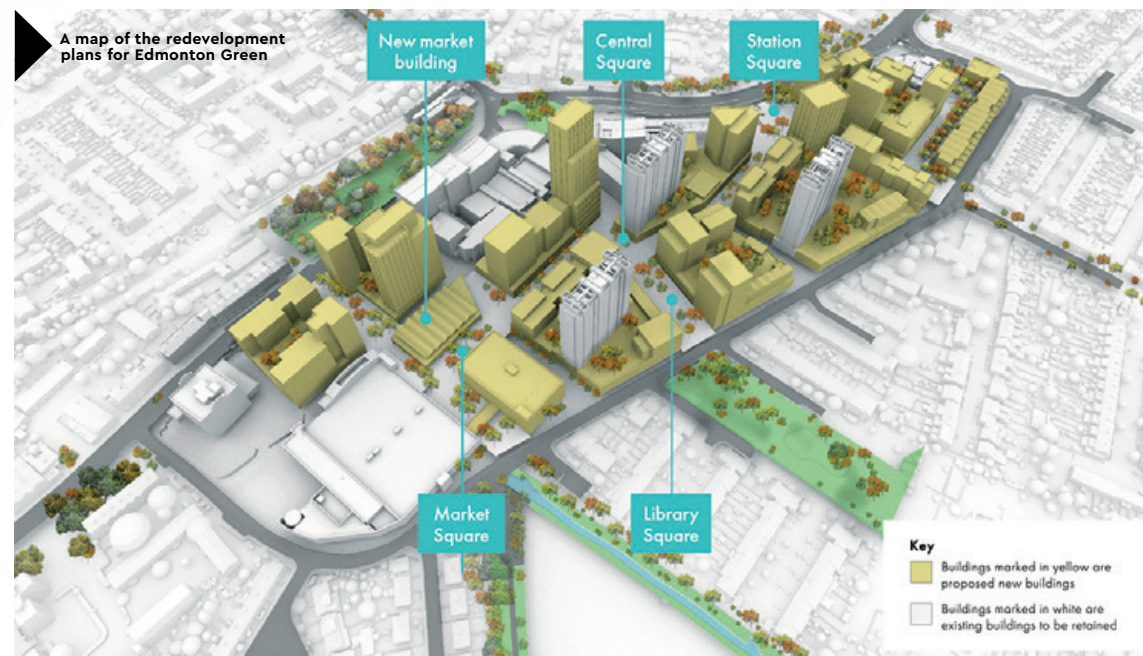 A map of the redevelopment
plans for Edmonton Green
New market
building
Central
Square
Station
Square
Market
Square
Library
Square
Key
Buildings marked in yellow are
proposed new buildings
Buildings marked in white are
existing buildings to be retained